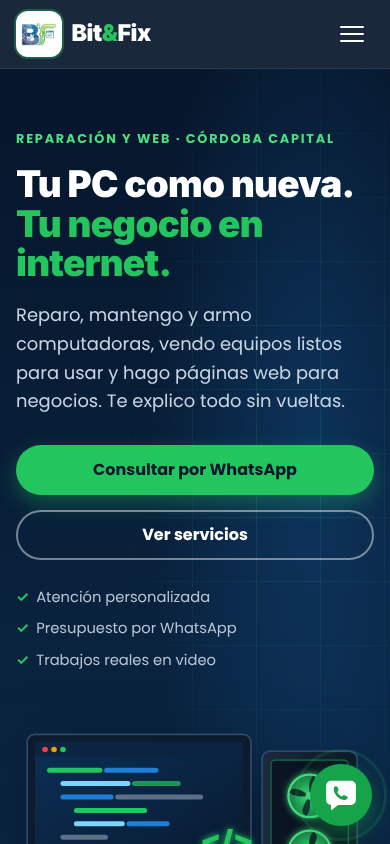 Bit&Fix
REPARACIÓN Y WEB · CÓRDOBA CAPITAL
Tu PC como nueva.
Tu negocio en
internet.
Reparo, mantengo y armo
computadoras, vendo equipos listos
para usar y hago páginas web para
negocios. Te explico todo sin vueltas.
Consultar por WhatsApp
Ver servicios
✓ Atención personalizada
✓ Presupuesto por WhatsApp
✓ Trabajos reales en video
</>